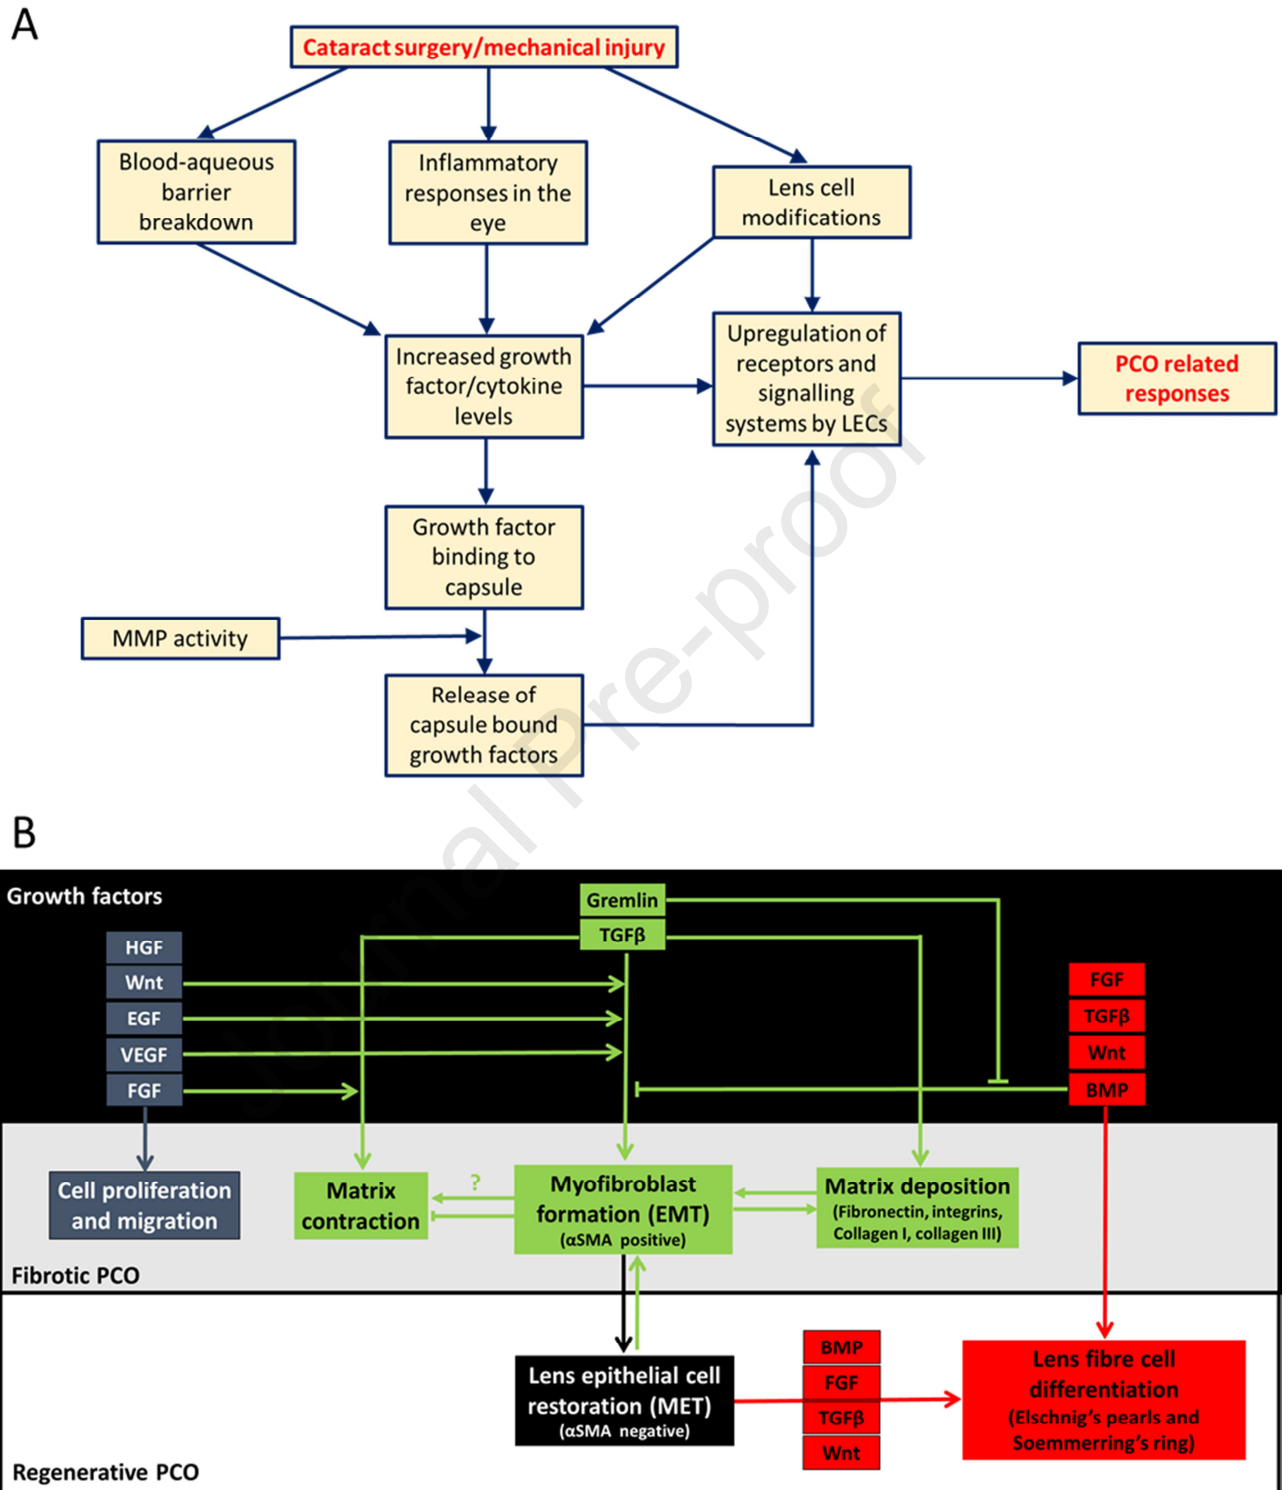 A
Cataract surgery/mechanical injury
Blood-aqueous
barrier
breakdown
Inflammatory
responses in the
eye
Lens cell
modifications
Increased growth
factor/cytokine
levels
Upregulation of
receptors and
signalling
systems by LECs
PCO related
responses
Growth factor
binding to
capsule
MMP activity
Release of
capsule bound
growth factors
Journal Pre-proof
B
Growth factors
Gremlin
TGFβ
HGF
Wnt
EGF
VEGF
FGF
FGF
TGFβ
Wnt
BMP
Cell proliferation
and migration
Matrix
contraction
?
Myofibroblast
formation (EMT)
(αSMA positive)
Matrix deposition
(Fibronectin, integrins,
Collagen I, collagen III)
Fibrotic PCO
Lens epithelial cell
restoration (MET)
(αSMA negative)
BMP
FGF
TGFβ
Wnt
Lens fibre cell
differentiation
(Elschnig's pearls and
Soemmerring's ring)
Regenerative PCO